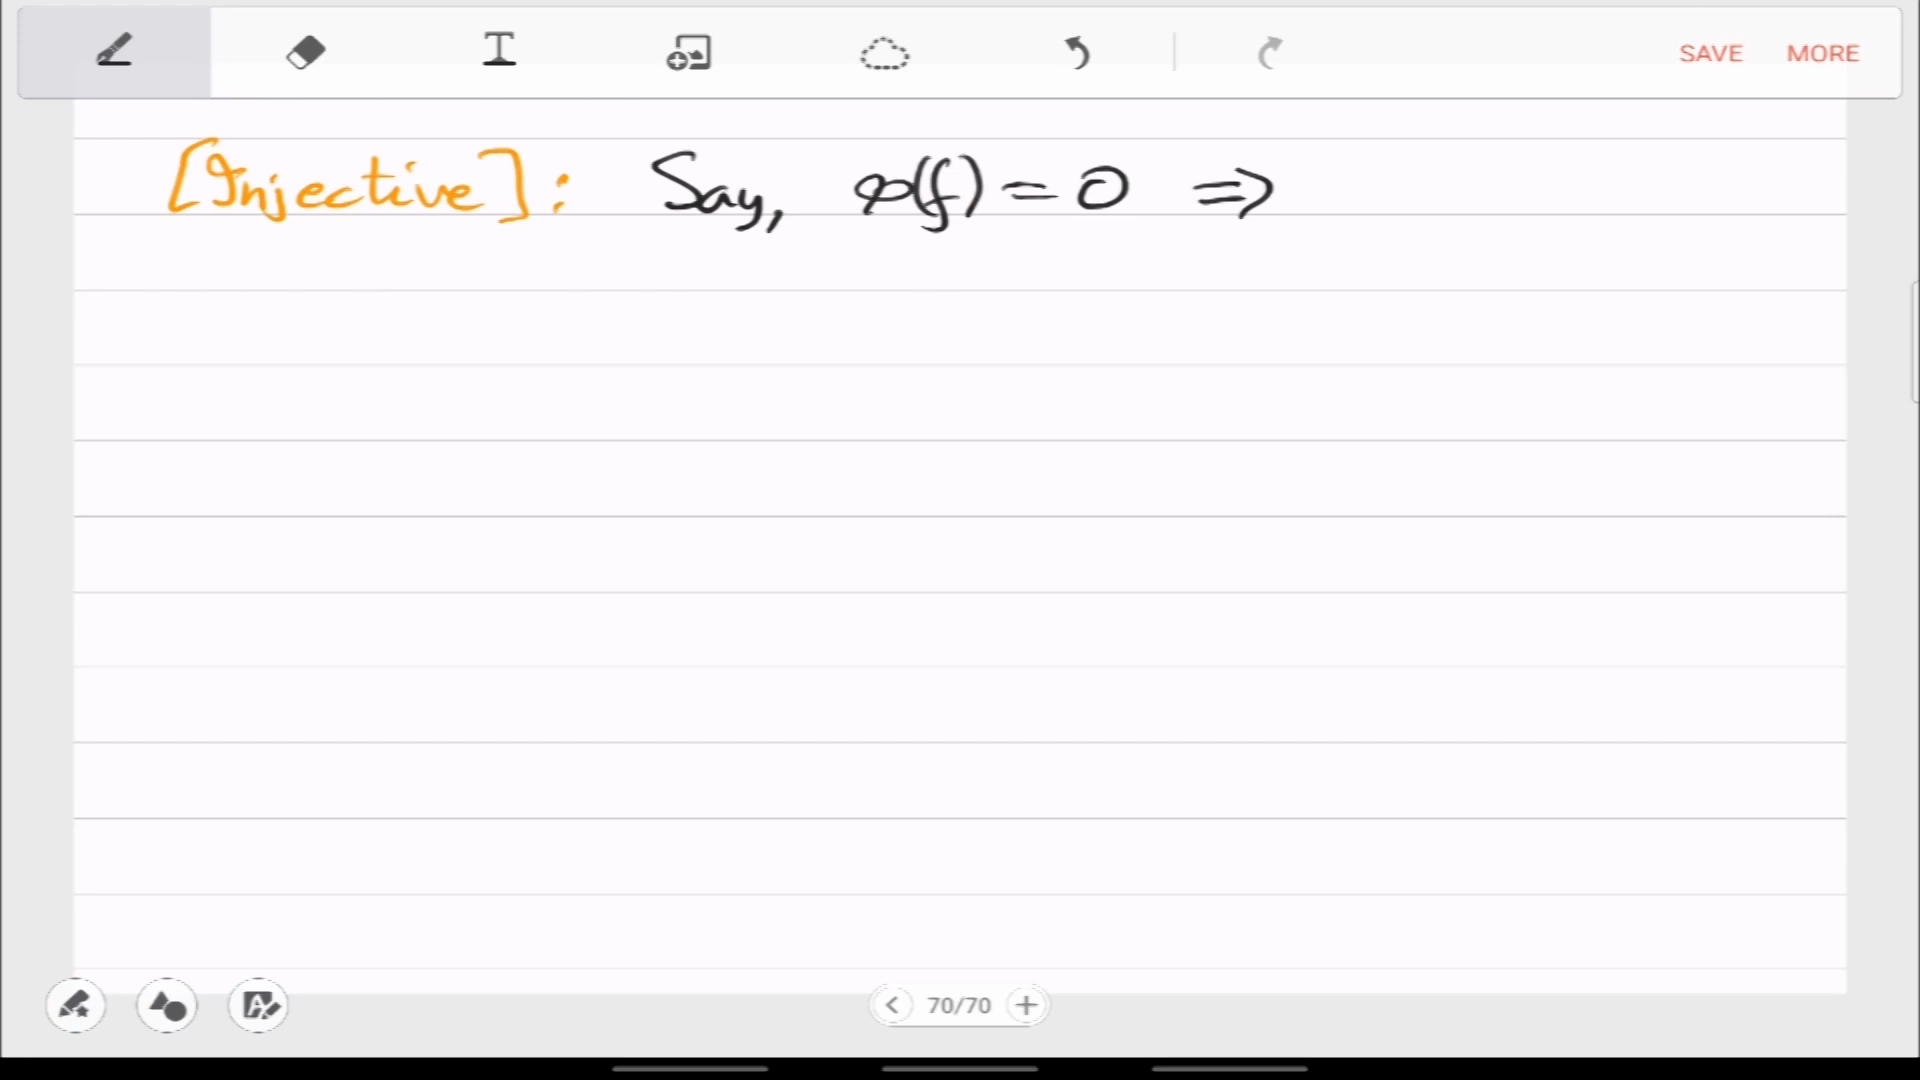 SAVE MORE
[Injective]: Say, φ(f) = 0 ⇒
70/70